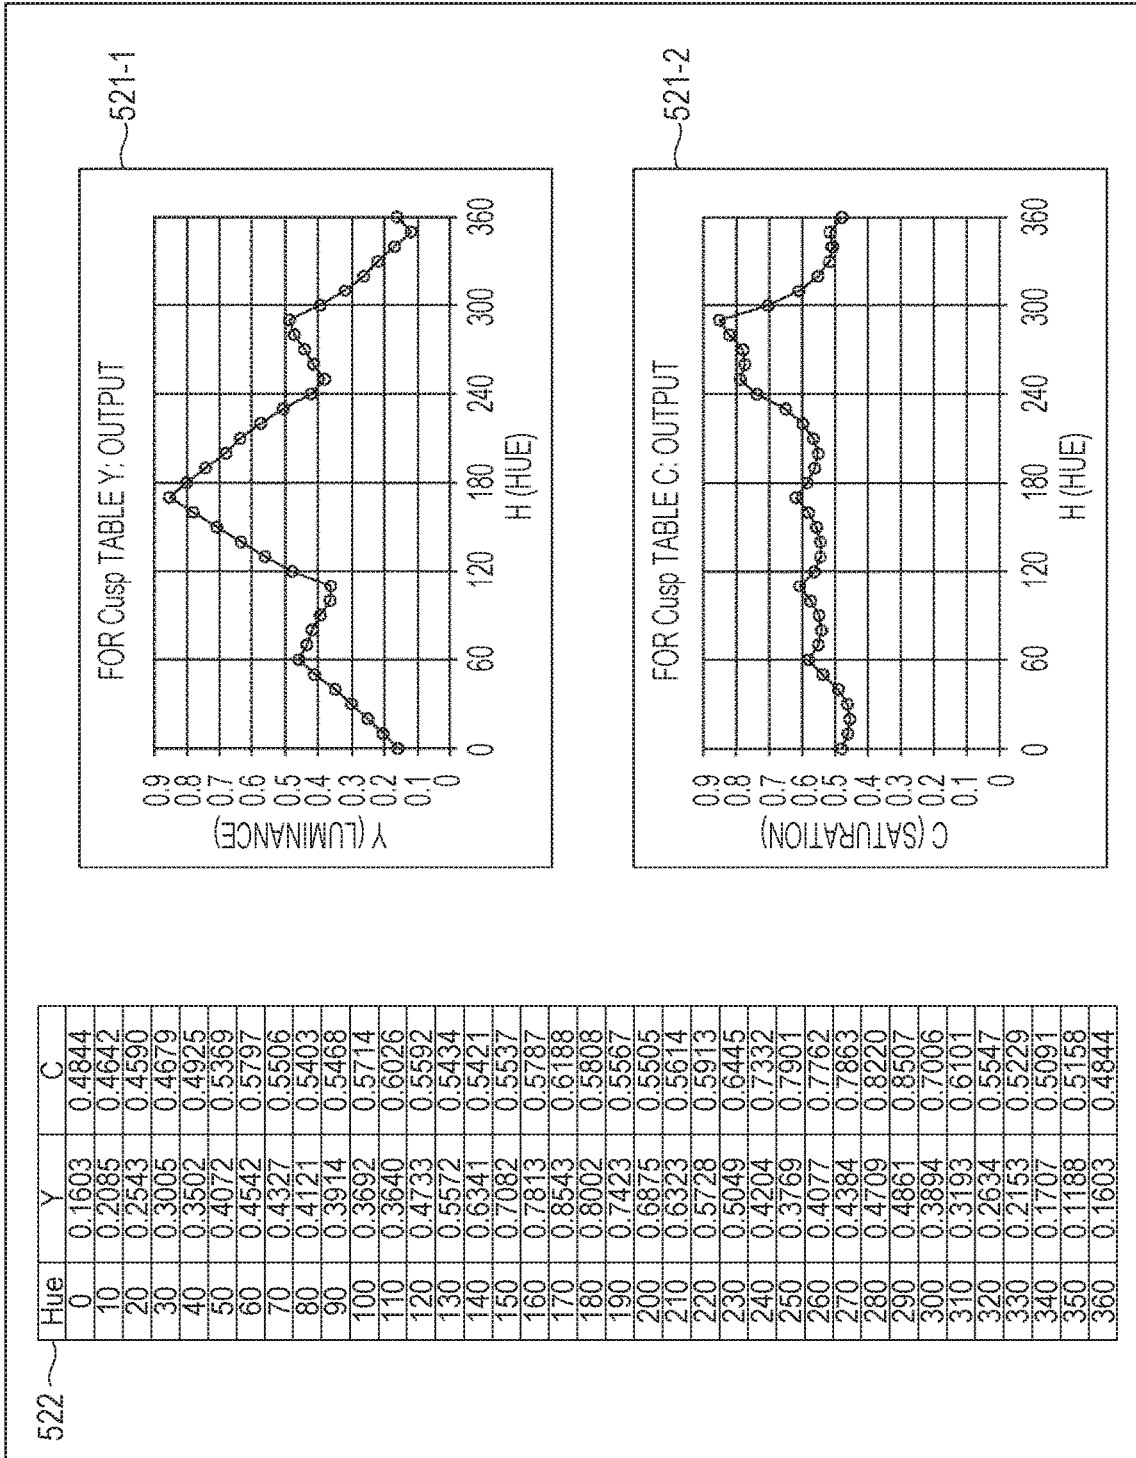 522
Hue Y C
0 0.1603 0.4844
10 0.2085 0.4642
20 0.2543 0.4590
30 0.3005 0.4679
40 0.3502 0.4925
50 0.4072 0.5369
60 0.4542 0.5797
70 0.4327 0.5506
80 0.4121 0.5403
90 0.3914 0.5468
100 0.3692 0.5714
110 0.3640 0.6026
120 0.4733 0.5592
130 0.5572 0.5434
140 0.6341 0.5421
150 0.7082 0.5537
160 0.7813 0.5787
170 0.8543 0.6188
180 0.8002 0.5808
190 0.7423 0.5567
200 0.6875 0.5505
210 0.6323 0.5614
220 0.5728 0.5913
230 0.5049 0.6445
240 0.4204 0.7332
250 0.3769 0.7901
260 0.4077 0.7762
270 0.4384 0.7863
280 0.4709 0.8220
290 0.4861 0.8507
300 0.3894 0.7006
310 0.3193 0.6101
320 0.2634 0.5547
330 0.2153 0.5229
340 0.1707 0.5091
350 0.1188 0.5158
360 0.1603 0.4844
521-1
FOR Cusp TABLE Y: OUTPUT
Y (LUMINANCE)
0.9
0.8
0.7
0.6
0.5
0.4
0.3
0.2
0.1
0
0 60 120 180 240 300 360
H (HUE)
521-2
FOR Cusp TABLE C: OUTPUT
C (SATURATION)
0.9
0.8
0.7
0.6
0.5
0.4
0.3
0.2
0.1
0
0 60 120 180 240 300 360
H (HUE)